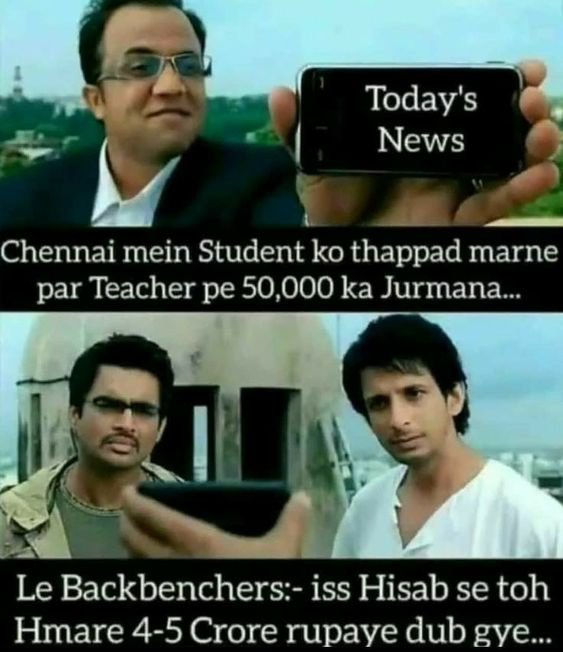 Today's
News
Chennai mein Student ko thappad marne
par Teacher pe 50,000 ka Jurmana...
Le Backbenchers:- iss Hisab se toh
Hmare 4-5 Crore rupaye dub gye...